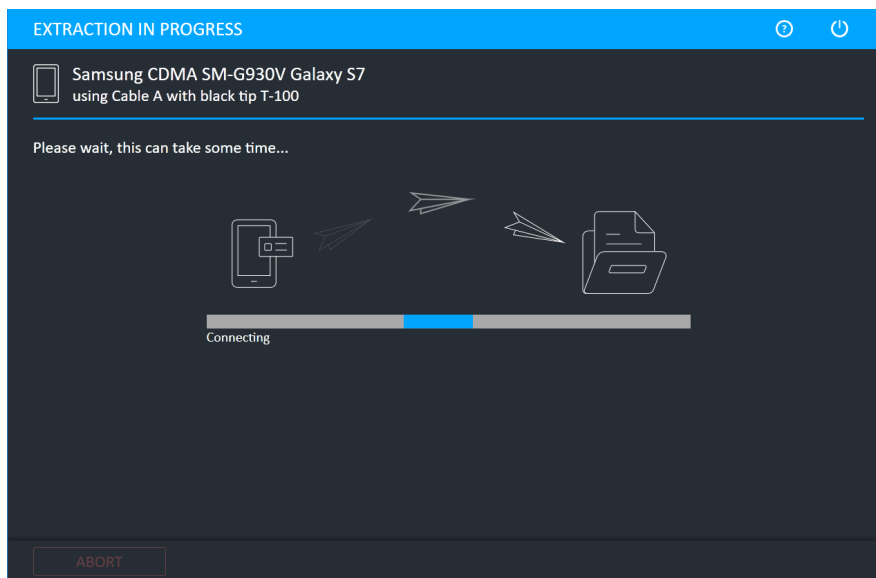 EXTRACTION IN PROGRESS
Samsung CDMA SM-G930V Galaxy S7
using Cable A with black tip T-100
Please wait, this can take some time...
Connecting
ABORT